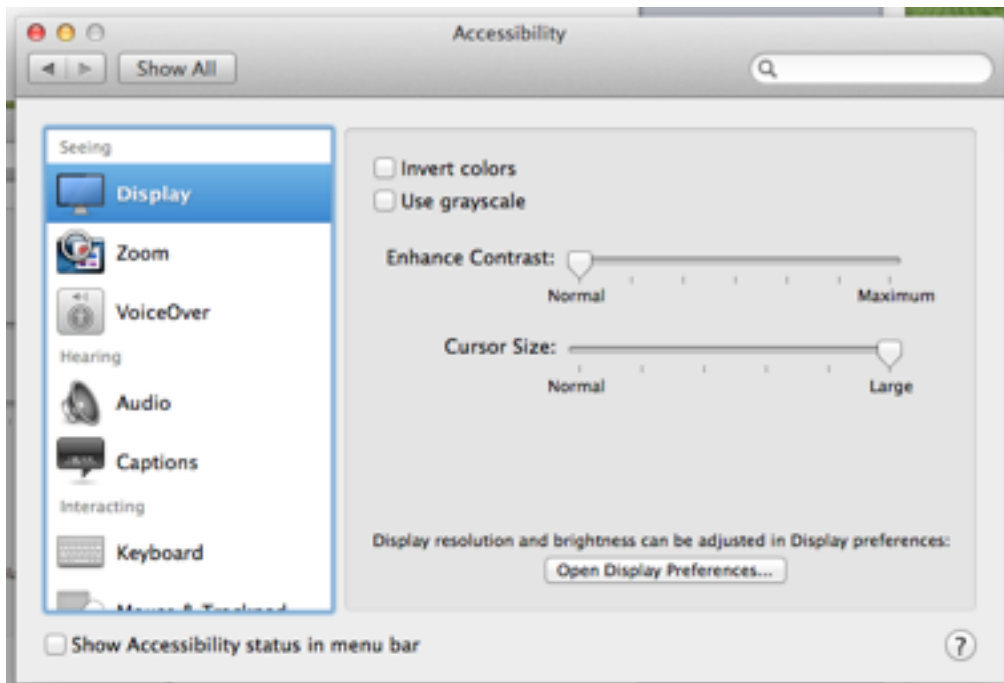 Accessibility
Show All
Seeing
Display
Zoom
VoiceOver
Hearing
Audio
Captions
Interacting
Keyboard
Invert colors
Use grayscale
Enhance Contrast:
Normal Maximum
Cursor Size:
Normal Large
Display resolution and brightness can be adjusted in Display preferences:
Open Display Preferences...
Show Accessibility status in menu bar
?